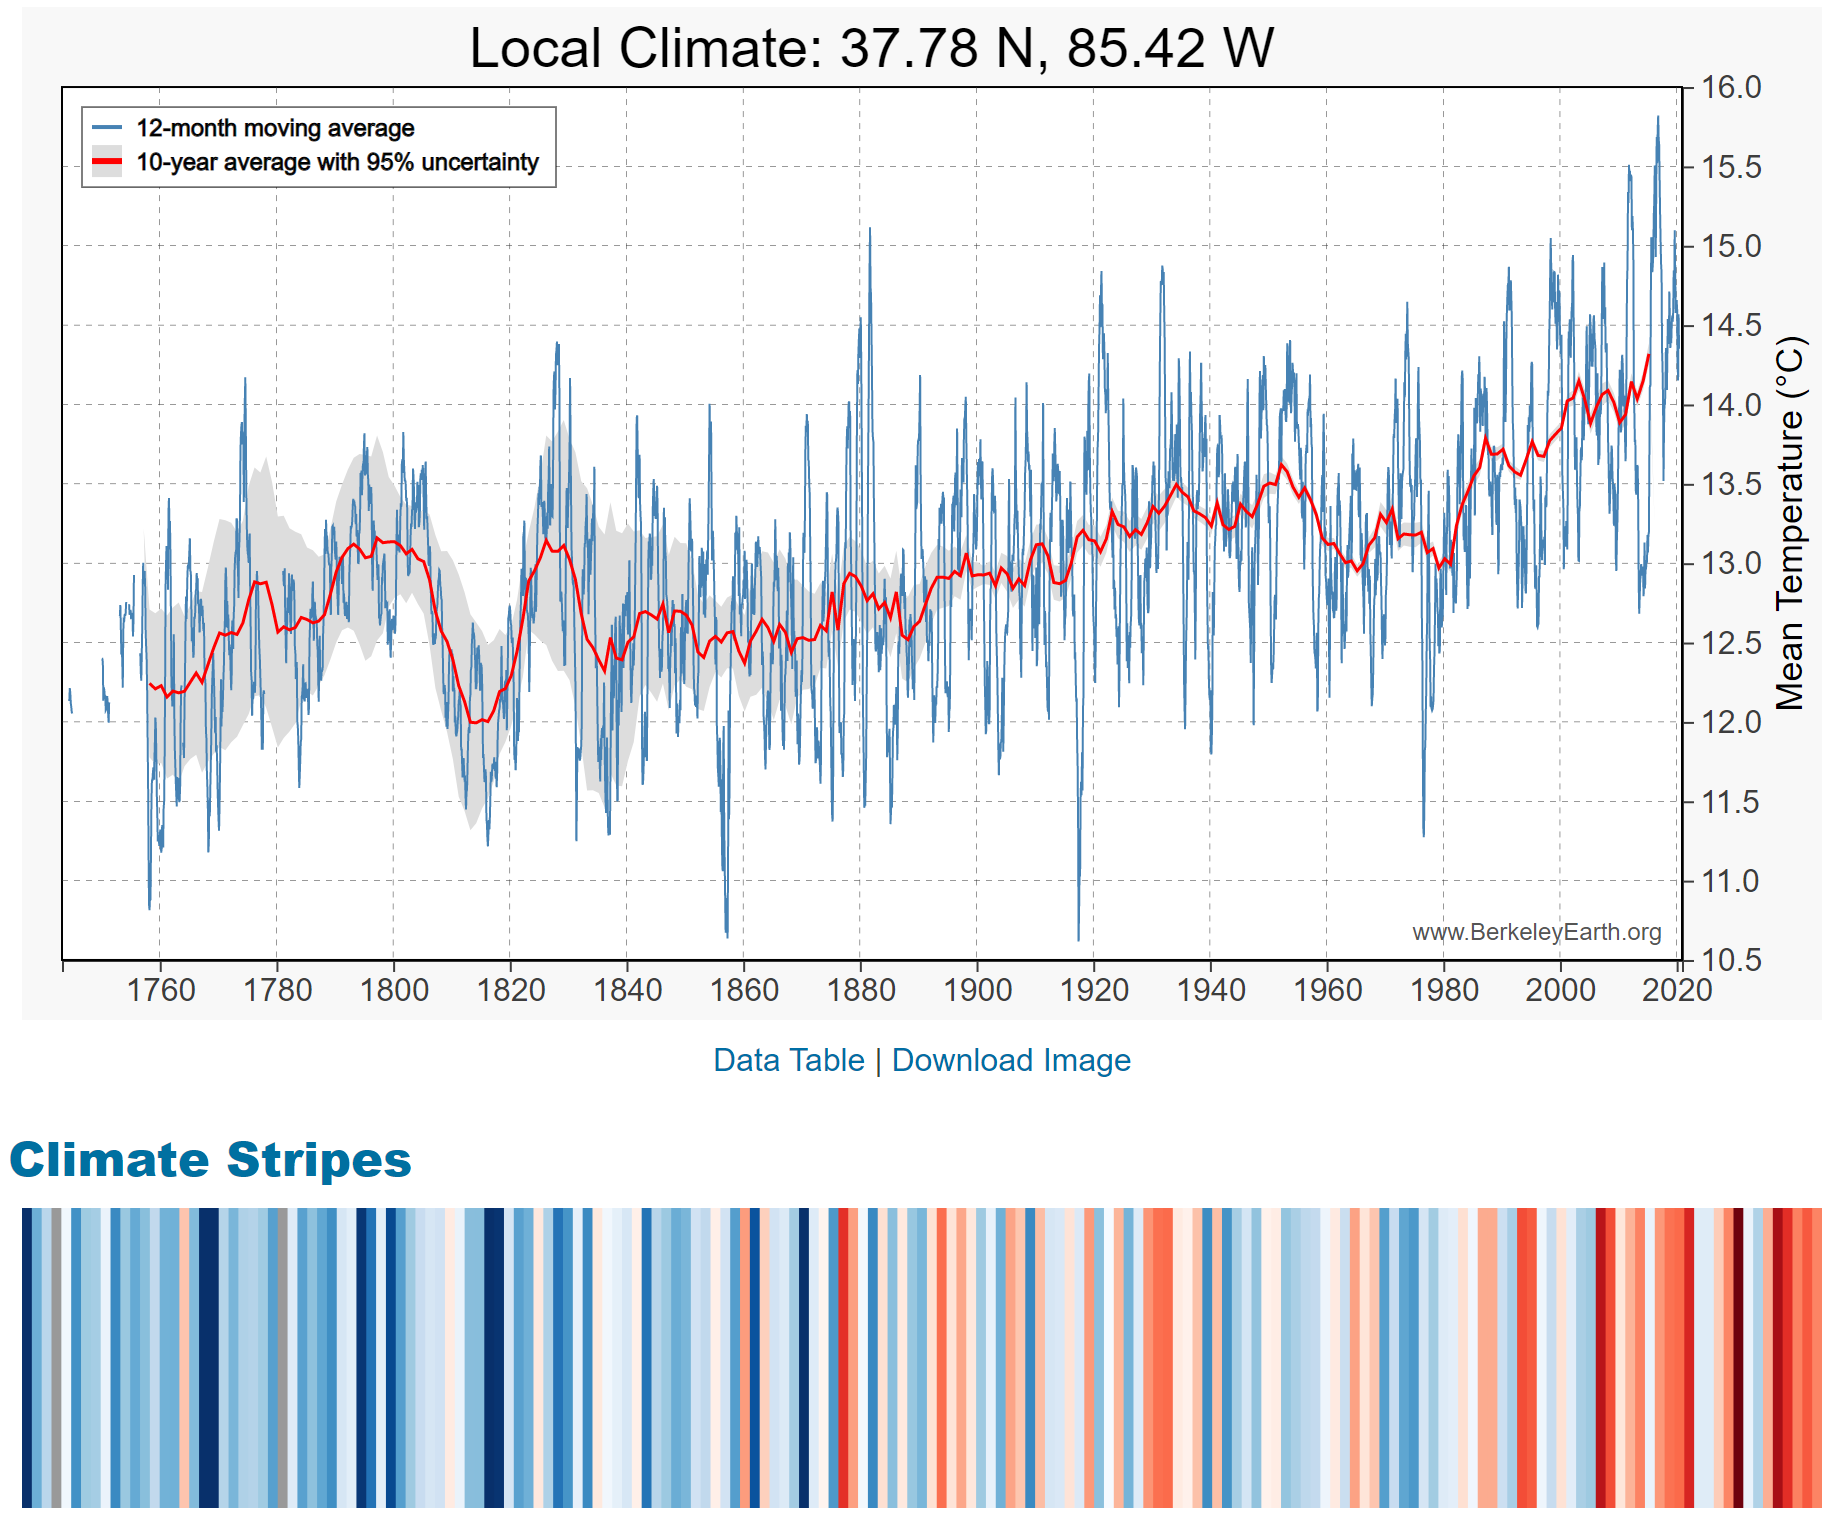 Local Climate: 37.78 N, 85.42 W
12-month moving average
10-year average with 95% uncertainty
16.0
15.5
15.0
14.5
14.0
13.5
13.0
12.5
12.0
11.5
11.0
10.5
Mean Temperature (°C)
www.BerkeleyEarth.org
1760 1780 1800 1820 1840 1860 1880 1900 1920 1940 1960 1980 2000 2020
Data Table | Download Image
Climate Stripes